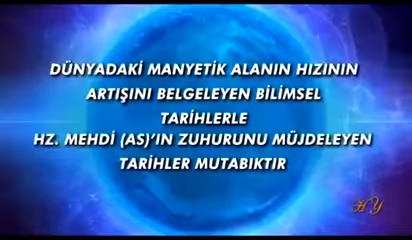 DÜNYADAKİ MANYETİK ALANIN HIZININ
ARTIŞINI BELGELEYEN BİLİMSEL
TARİHLERLE
HZ. MEHDİ (AS)'IN ZUHURUNU MÜJDELEYEN
TARİHLER MUTABIKTIR
HY